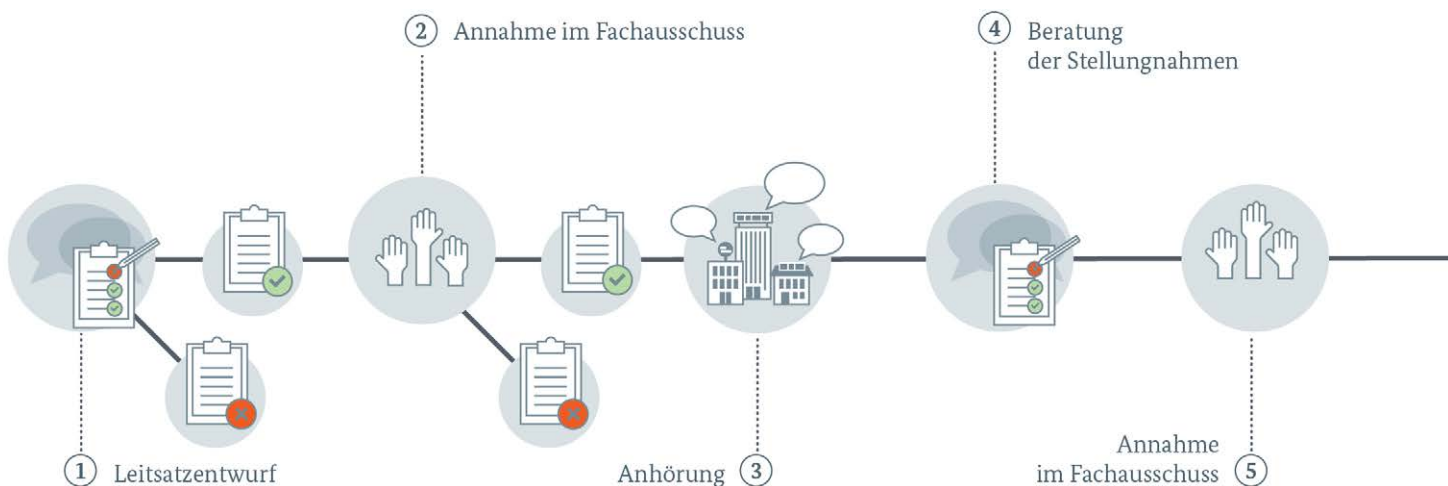 2 Annahme im Fachausschuss
4 Beratung
der Stellungnahmen
1 Leitsatzentwurf
Anhörung 3
Annahme
im Fachausschuss 5